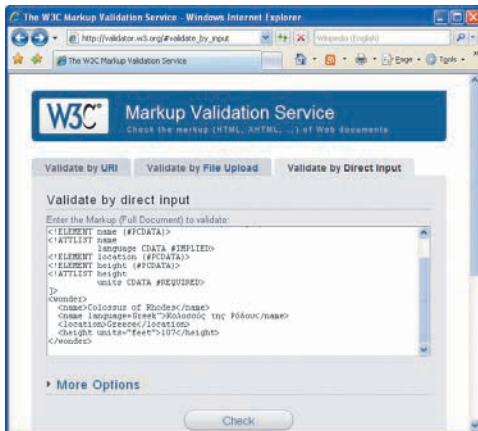 The W3C Markup Validation Service - Windows Internet Explorer
http://validator.w3.org/#validate_by_input
Wikipedia (English)
The W3C Markup Validation Service
Page
Tools
W3C®
Markup Validation Service
Check the markup (HTML, XHTML, …) of Web documents
Validate by URI
Validate by File Upload
Validate by Direct Input
Validate by direct input
Enter the Markup (Full Document) to validate:
<!ELEMENT name (#PCDATA)>
<!ATTLIST name
language CDATA #IMPLIED>
<!ELEMENT location (#PCDATA)>
<!ELEMENT height (#PCDATA)>
<!ATTLIST height
units CDATA #REQUIRED>
]>
<wonder>
<name>Colossus of Rhodes</name>
<name language=Greek">Κολοσσός της Ρόδου</name>
<location>Greece</location>
<height units="feet">107</height>
</wonder>
More Options
Check